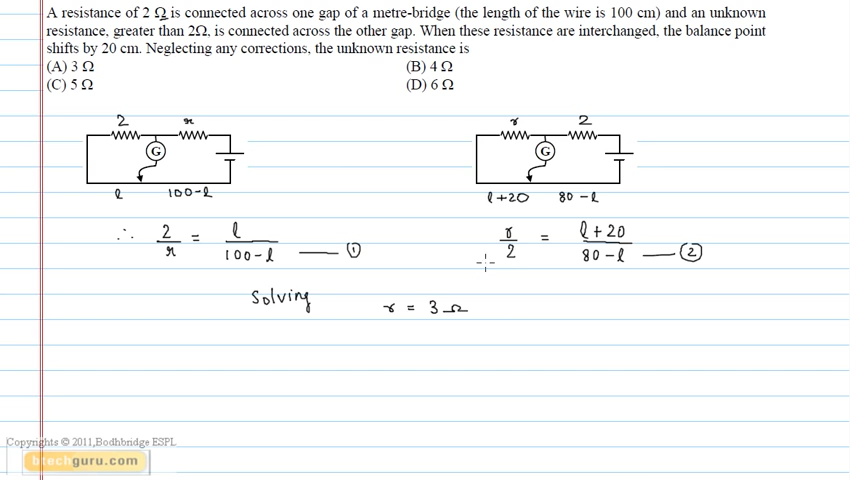 A resistance of 2 Ω is connected across one gap of a metre-bridge (the length of the wire is 100 cm) and an unknown
resistance, greater than 2Ω, is connected across the other gap. When these resistance are interchanged, the balance point
shifts by 20 cm. Neglecting any corrections, the unknown resistance is
(A) 3 Ω (B) 4 Ω
(C) 5 Ω (D) 6 Ω
2 r r 2
G G
l 100-l l+20 80-l
∴ 2/r = l/100-l —— ① r/2 = l+20/80-l —— ②
Solving r = 3 Ω
Copyrights © 2011,Bodhbridge ESPL
btechguru.com